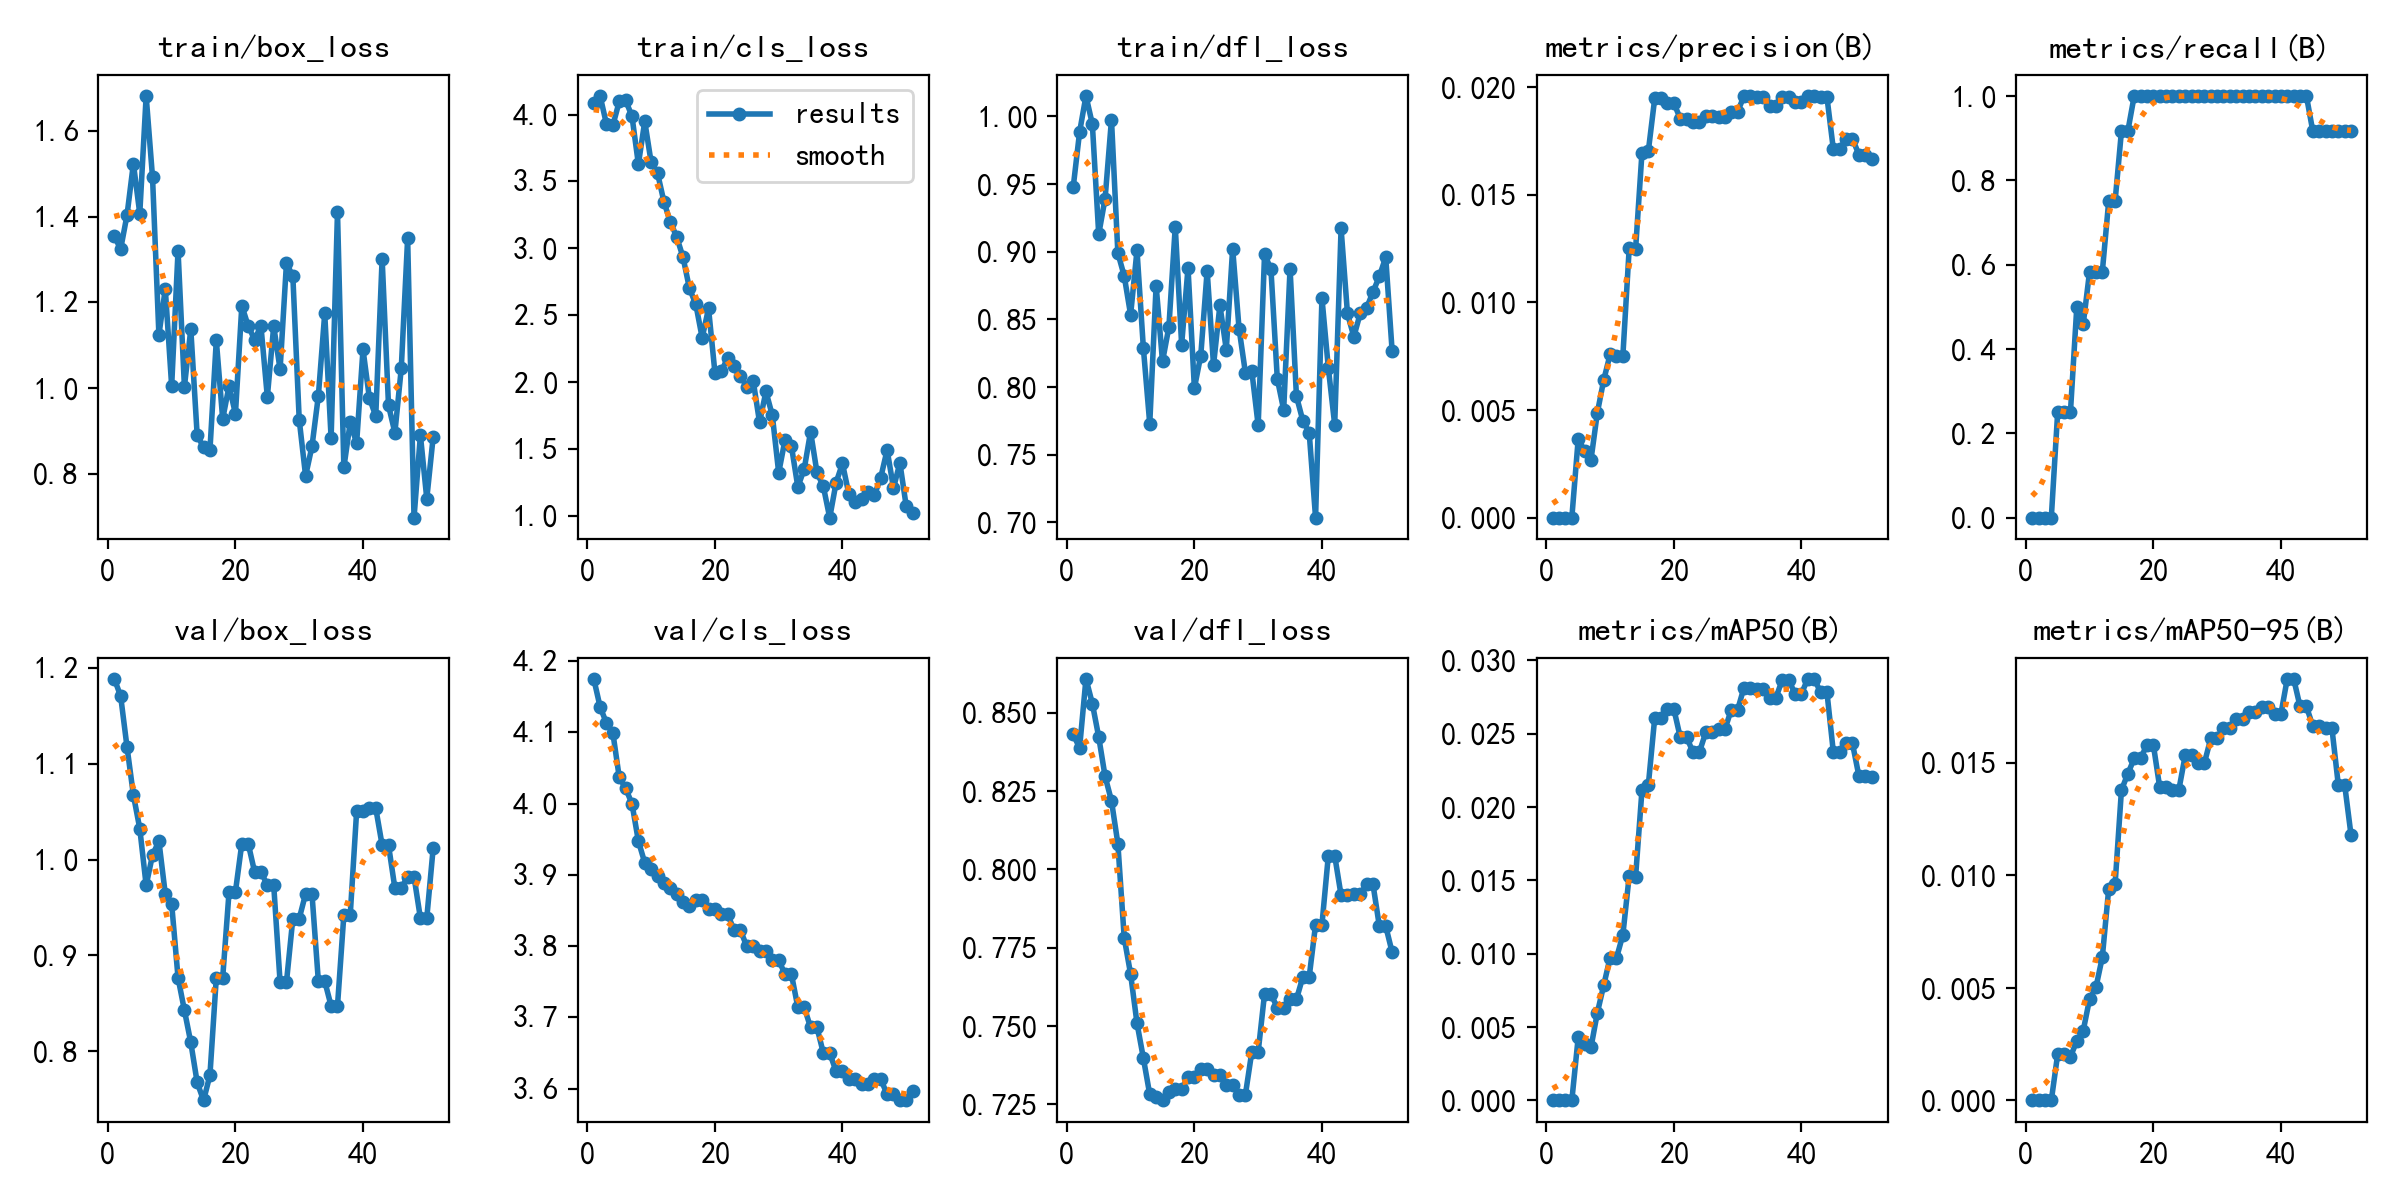 train/box_loss
1.6
1.4
1.2
1.0
0.8
0 20 40
train/cls_loss
results
smooth
4.0
3.5
3.0
2.5
2.0
1.5
1.0
0 20 40
train/dfl_loss
1.00
0.95
0.90
0.85
0.80
0.75
0.70
0 20 40
metrics/precision(B)
0.020
0.015
0.010
0.005
0.000
0 20 40
metrics/recall(B)
1.0
0.8
0.6
0.4
0.2
0.0
0 20 40
val/box_loss
1.2
1.1
1.0
0.9
0.8
0 20 40
val/cls_loss
4.2
4.1
4.0
3.9
3.8
3.7
3.6
0 20 40
val/dfl_loss
0.850
0.825
0.800
0.775
0.750
0.725
0 20 40
metrics/mAP50(B)
0.030
0.025
0.020
0.015
0.010
0.005
0.000
0 20 40
metrics/mAP50-95(B)
0.015
0.010
0.005
0.000
0 20 40